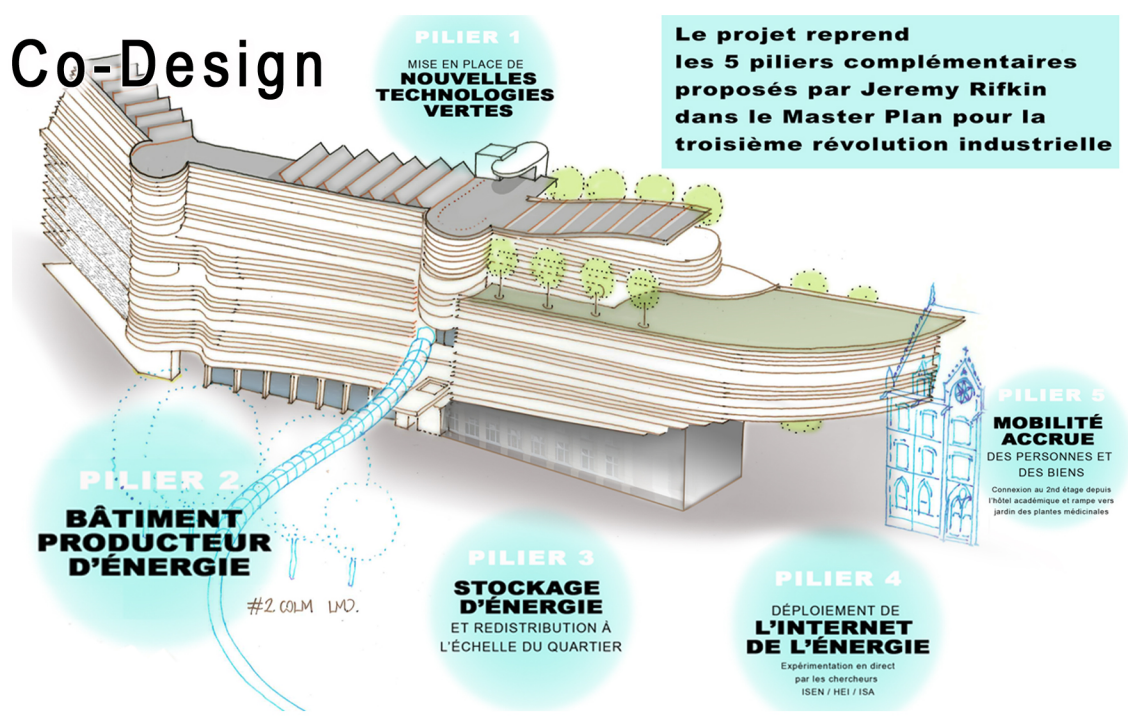 Co-Design
PILIER 1
MISE EN PLACE DE
NOUVELLES
TECHNOLOGIES
VERTES
Le projet reprend
les 5 piliers complémentaires
proposés par Jeremy Rifkin
dans le Master Plan pour la
troisième révolution industrielle
PILIER 2
BÂTIMENT
PRODUCTEUR
D'ÉNERGIE
#2 COLM LMD.
PILIER 3
STOCKAGE
D'ÉNERGIE
ET REDISTRIBUTION À
L'ÉCHELLE DU QUARTIER
PILIER 4
DÉPLOIEMENT DE
L'INTERNET
DE L'ÉNERGIE
Expérimentation en direct
par les chercheurs
ISEN / HEI / ISA
PILIER 5
MOBILITÉ
ACCRUE
DES PERSONNES ET
DES BIENS
Connexion au 2nd étage depuis
l'hôtel académique et rampe vers
jardin des plantes médicinales